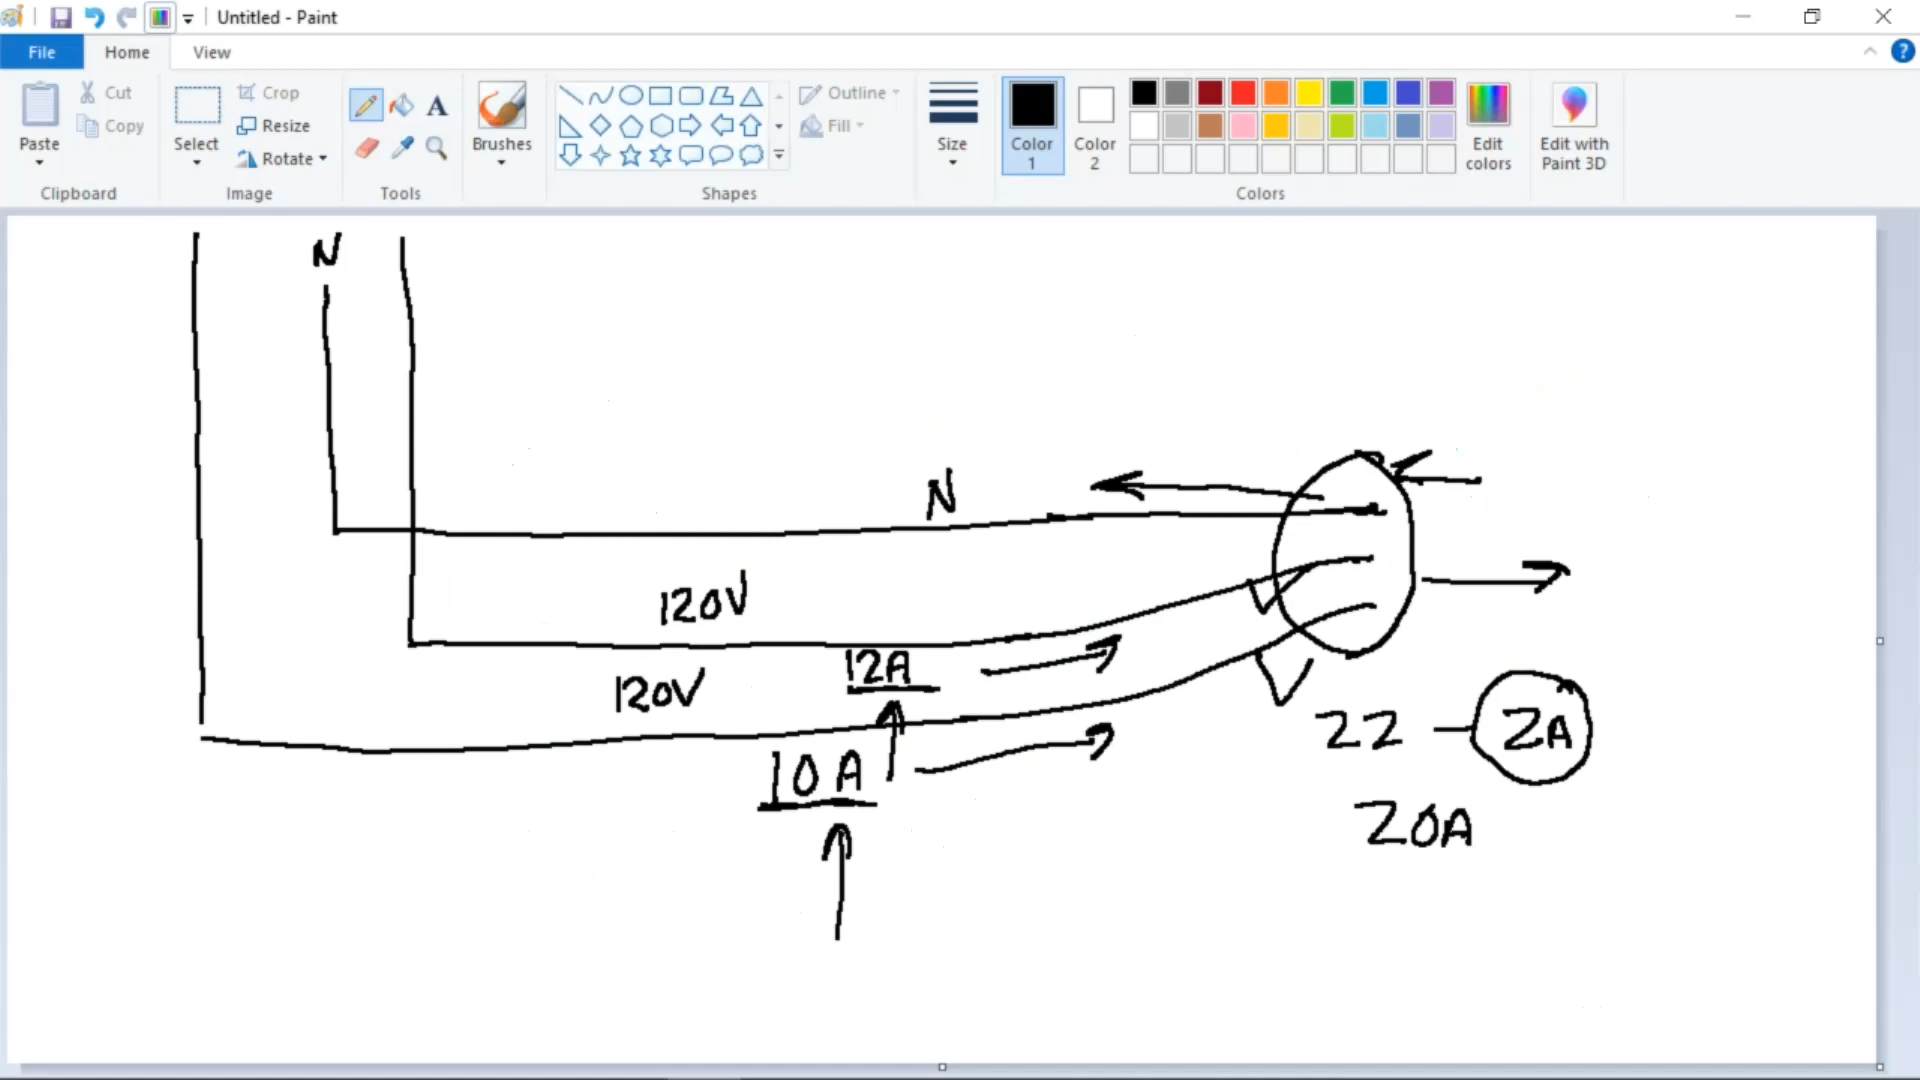 Untitled - Paint
File Home View
Paste
Cut
Copy
Clipboard
Select
Crop
Resize
Rotate
Image
A
Tools
Brushes
Outline
Fill
Shapes
Size
Color 1
Color 2
Edit colors
Edit with Paint 3D
Colors
?
N
N
120V
12A
120V
10A
22 - 2A
20A